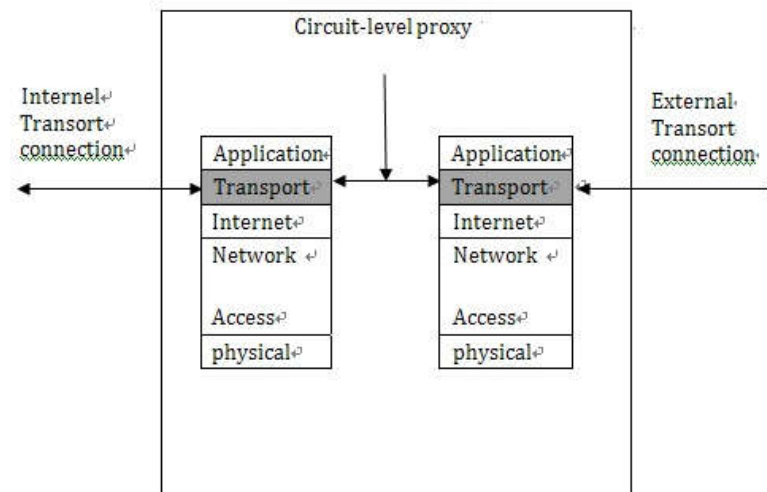 Circuit-level proxy
Internel
Transort
connection
External
Transort
connection
Application
Transport
Internet
Network
Access
physical
Application
Transport
Internet
Network
Access
physical